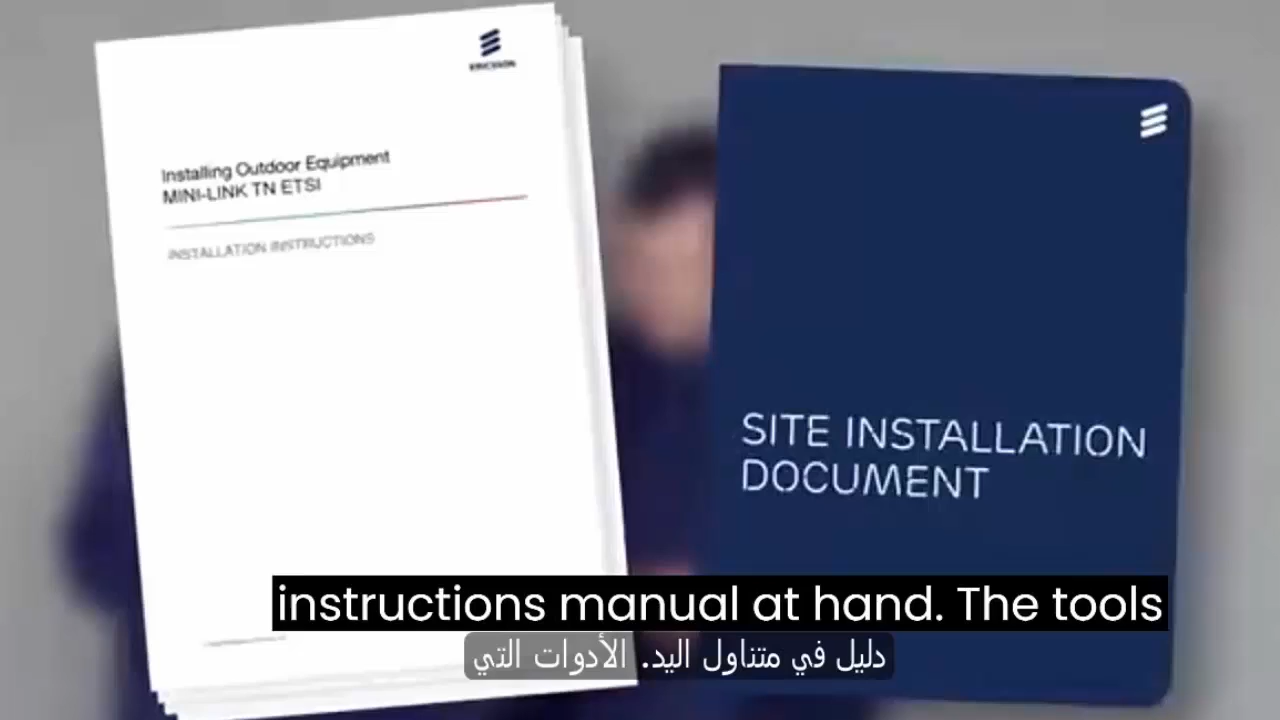 ERICSSON
Installing Outdoor Equipment
MINI-LINK TN ETSI
INSTALLATION INSTRUCTIONS
SITE INSTALLATION
DOCUMENT
instructions manual at hand. The tools
دليل في متناول اليد. الأدوات التي